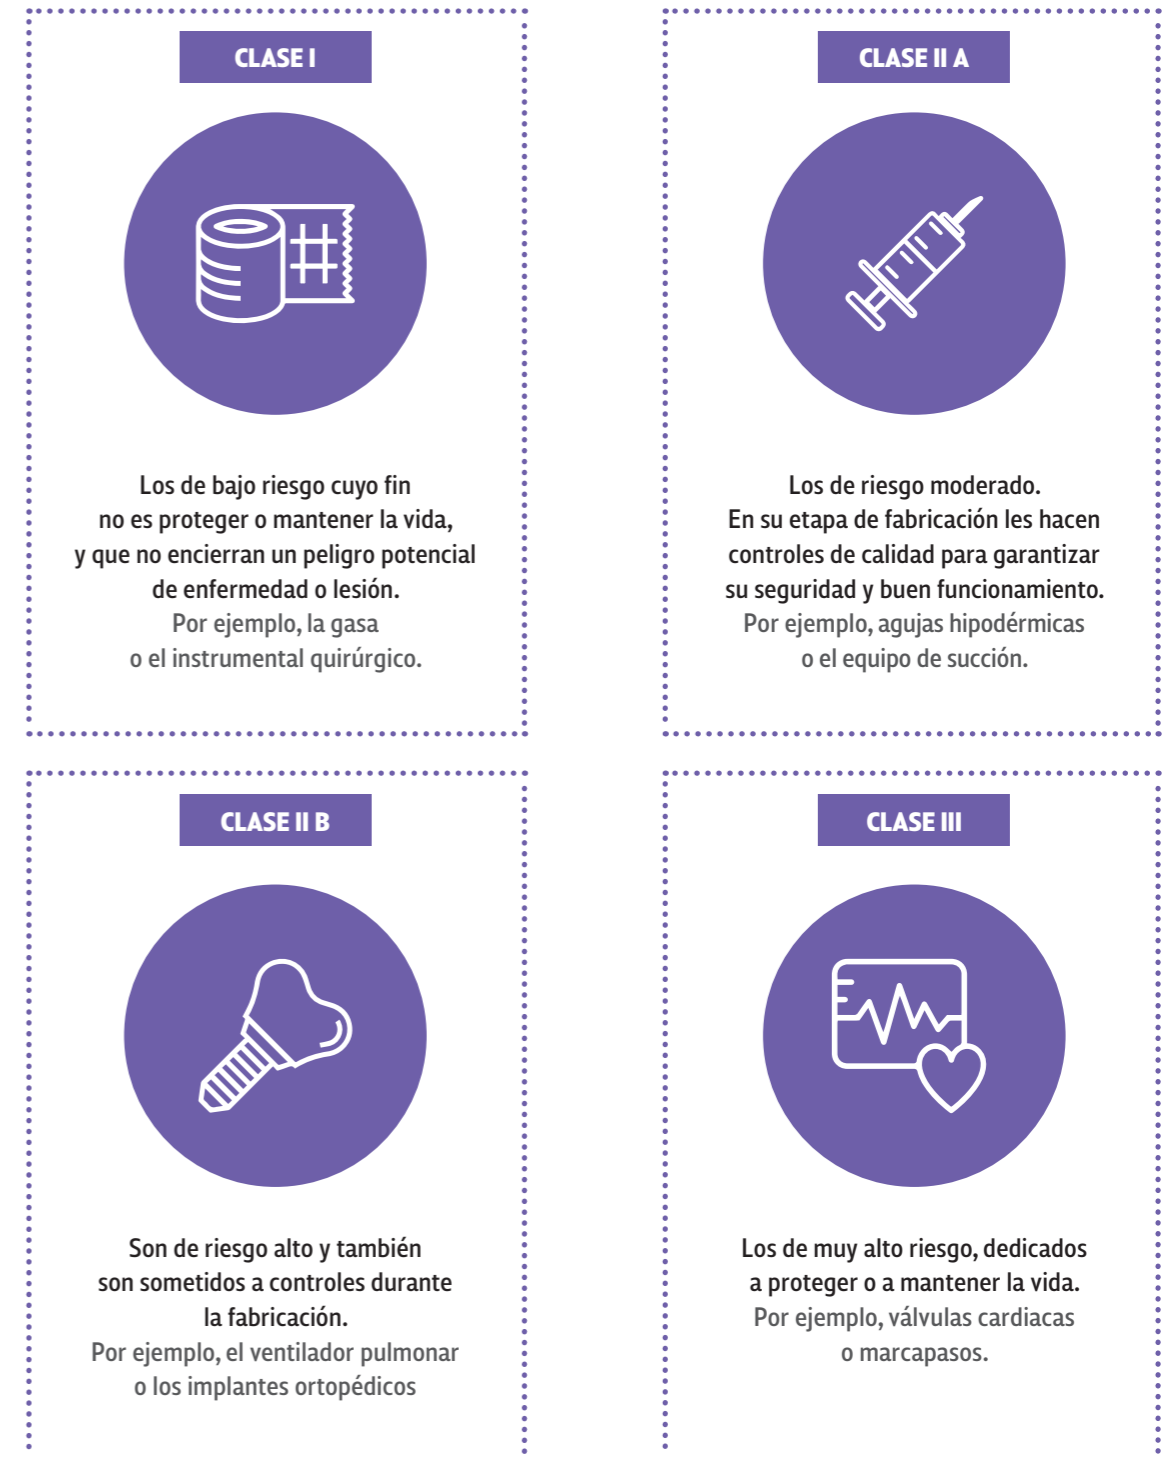 CLASE I
Los de bajo riesgo cuyo fin
no es proteger o mantener la vida,
y que no encierran un peligro potencial
de enfermedad o lesión.
Por ejemplo, la gasa
o el instrumental quirúrgico.
CLASE II A
Los de riesgo moderado.
En su etapa de fabricación les hacen
controles de calidad para garantizar
su seguridad y buen funcionamiento.
Por ejemplo, agujas hipodérmicas
o el equipo de succión.
CLASE II B
Son de riesgo alto y también
son sometidos a controles durante
la fabricación.
Por ejemplo, el ventilador pulmonar
o los implantes ortopédicos
CLASE III
Los de muy alto riesgo, dedicados
a proteger o a mantener la vida.
Por ejemplo, válvulas cardiacas
o marcapasos.